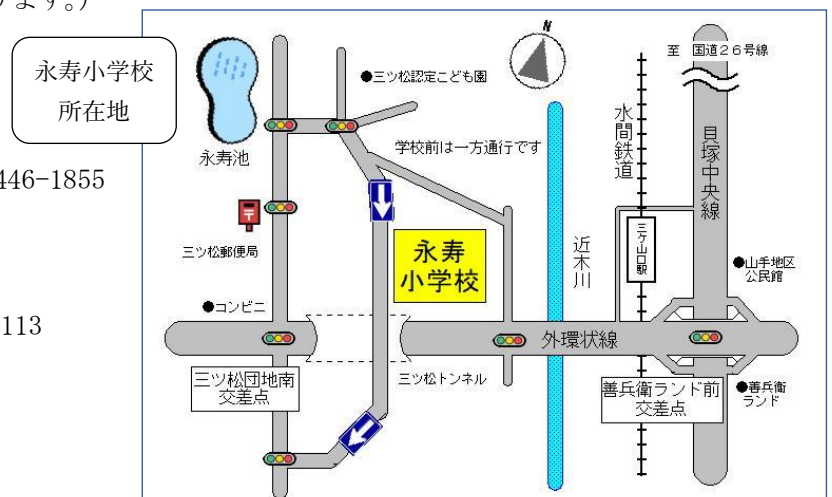 ります。)
永寿小学校
所在地
446-1855
113
N
至 国道26号線
●三ツ松認定こども園
水間鉄道
貝塚中央線
永寿池
学校前は一方通行です
三ツ松郵便局
永寿
小学校
近木川
三ケ山口駅
●山手地区
公民館
●コンビニ
外環状線
三ツ松団地南
交差点
三ツ松トンネル
善兵衛ランド前
交差点
●善兵衛
ランド